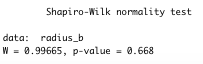 Shapiro-Wilk normality test
data:  radius_b
W = 0.99665, p-value = 0.668